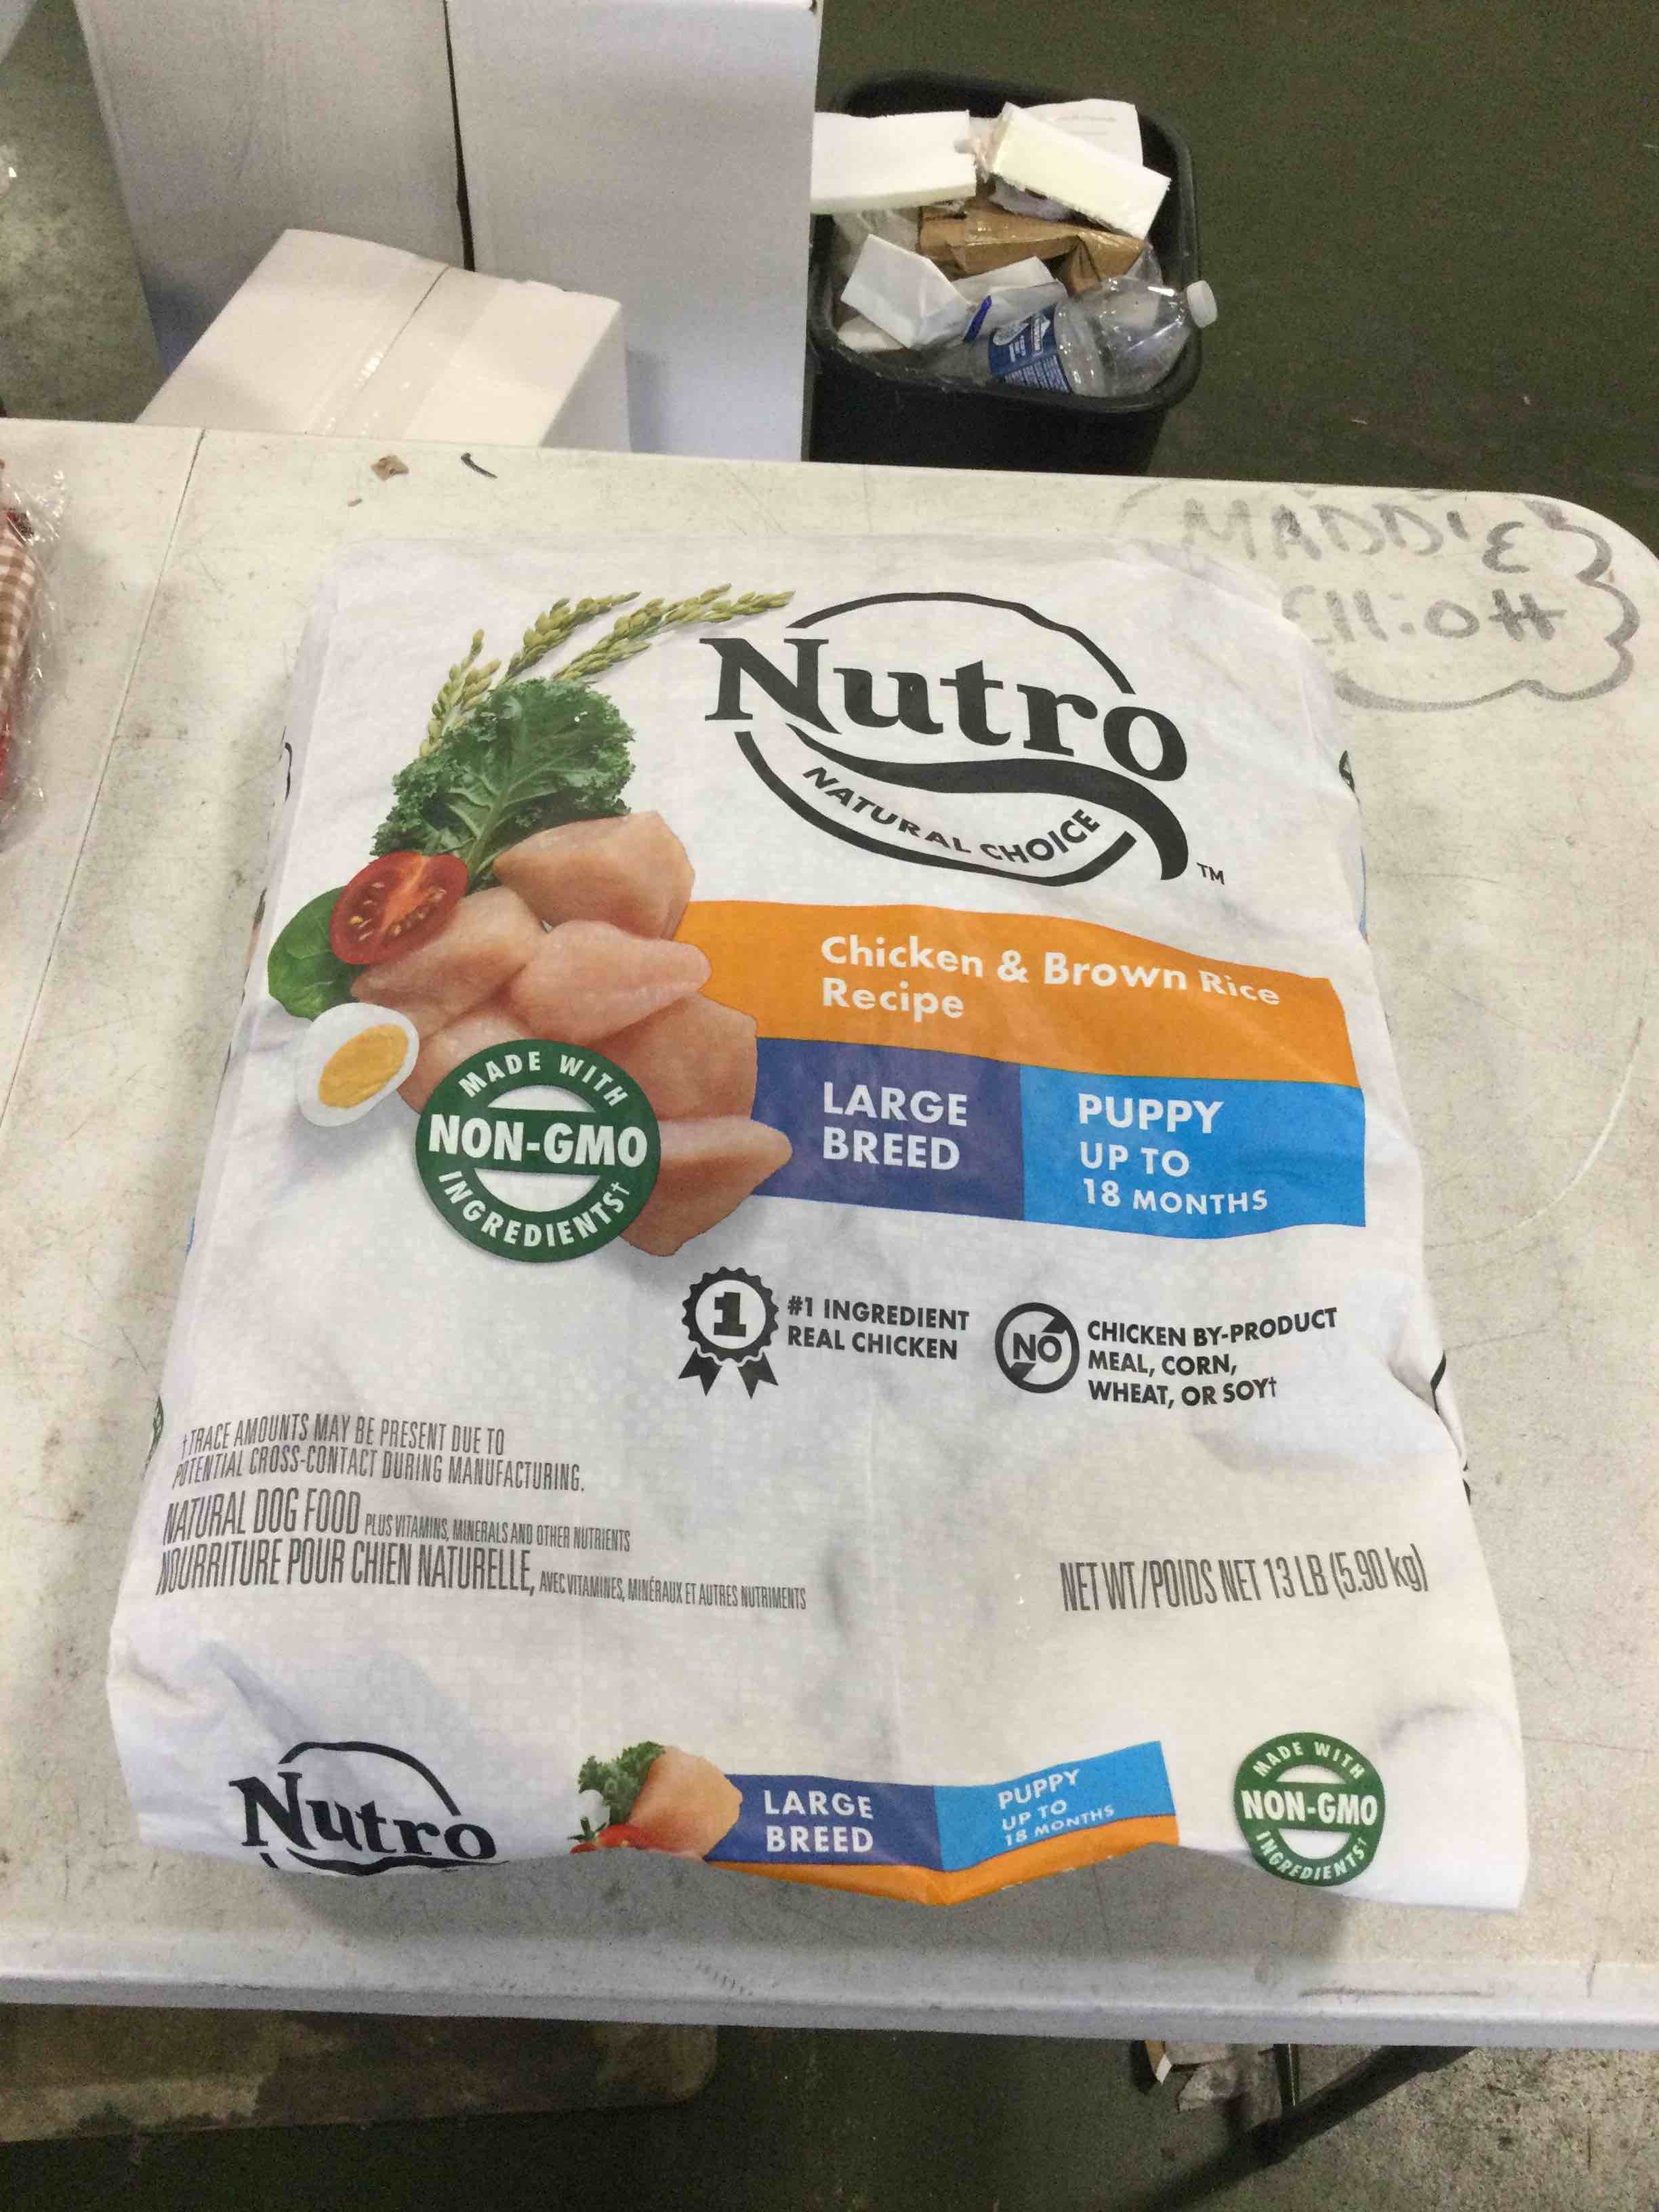 MADDIE
Elliott
Nutro
NATURAL CHOICE
TM
Chicken & Brown Rice
Recipe
LARGE
BREED
PUPPY
UP TO
18 MONTHS
MADE WITH
NON-GMO
INGREDIENTS†
1
#1 INGREDIENT
REAL CHICKEN
NO
CHICKEN BY-PRODUCT
MEAL, CORN,
WHEAT, OR SOY†
†TRACE AMOUNTS MAY BE PRESENT DUE TO
POTENTIAL CROSS-CONTACT DURING MANUFACTURING.
NATURAL DOG FOOD PLUS VITAMINS, MINERALS AND OTHER NUTRIENTS
NOURRITURE POUR CHIEN NATURELLE, AVEC VITAMINES, MINÉRAUX ET AUTRES NUTRIMENTS
NET WT/POIDS NET 13 LB (5.90 kg)
Nutro
LARGE
BREED
PUPPY
UP TO
18 MONTHS
MADE WITH
NON-GMO
INGREDIENTS†